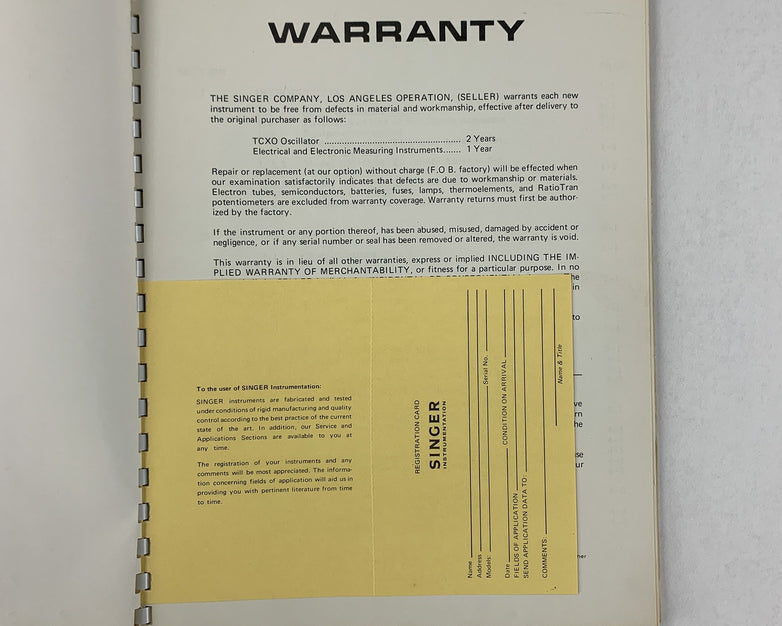 WARRANTY
THE SINGER COMPANY, LOS ANGELES OPERATION, (SELLER) warrants each new
instrument to be free from defects in material and workmanship, effective after delivery to
the original purchaser as follows:
TCXO Oscillator ........................................................ 2 Years
Electrical and Electronic Measuring Instruments....... 1 Year
Repair or replacement (at our option) without charge (F.O B. factory) will be effected when
our examination satisfactorily indicates that defects are due to workmanship or materials.
Electron tubes, semiconductors, batteries, fuses, lamps, thermoelements, and RatioTran
potentiometers are excluded from warranty coverage. Warranty returns must first be author-
ized by the factory.
If the instrument or any portion thereof, has been abused, misused, damaged by accident or
negligence, or if any serial number or seal has been removed or altered, the warranty is void.
This warranty is in lieu of all other warranties, express or implied INCLUDING THE IM-
PLIED WARRANTY OF MERCHANTABILITY, or fitness for a particular purpose. In no
in
to
ve
rn
he
se
ur
ner
To the user of SINGER Instrumentation:
SINGER instruments are fabricated and tested
under conditions of rigid manufacturing and quality
control according to the best practice of the current
state of the art. In addition, our Service and
Applications Sections are available to you at
any time.
The registration of your instruments and any
comments will be most appreciated. The informa-
tion concerning fields of application will aid us in
providing you with pertinent literature from time
to time.
REGISTRATION CARD
SINGER
INSTRUMENTATION
Name
Address
Models: Serial No.
Date CONDITION ON ARRIVAL
FIELDS OF APPLICATION
SEND APPLICATION DATA TO:
COMMENTS:
Name & Title